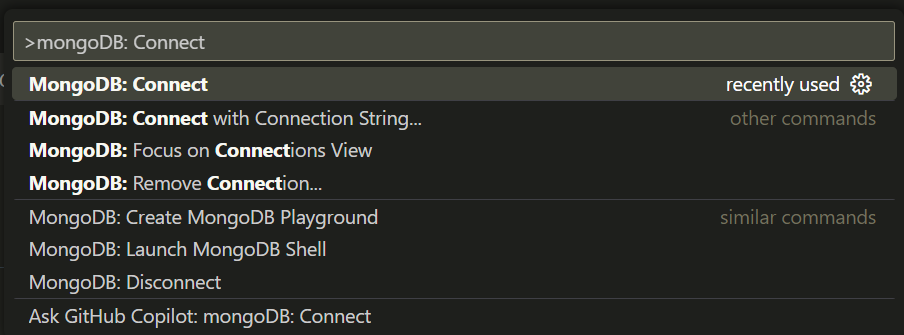 >mongoDB: Connect
MongoDB: Connect recently used
MongoDB: Connect with Connection String... other commands
MongoDB: Focus on Connections View
MongoDB: Remove Connection...
MongoDB: Create MongoDB Playground similar commands
MongoDB: Launch MongoDB Shell
MongoDB: Disconnect
Ask GitHub Copilot: mongoDB: Connect